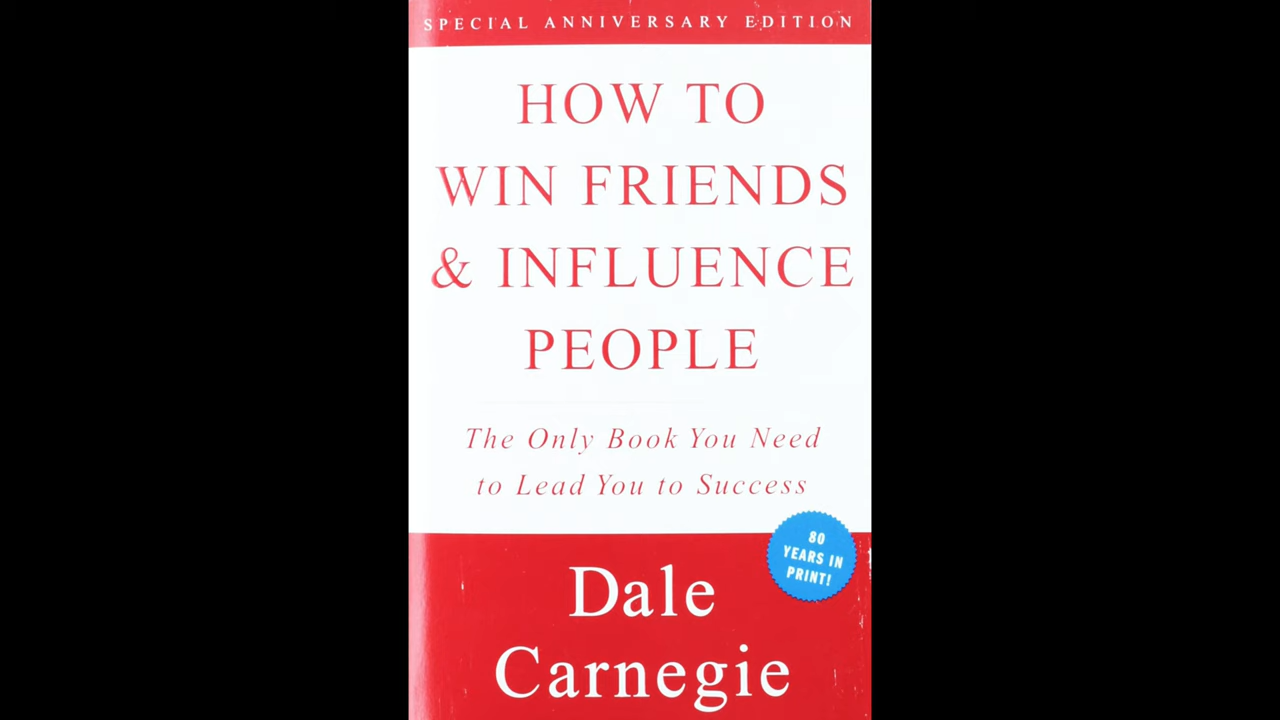 SPECIAL ANNIVERSARY EDITION
HOW TO
WIN FRIENDS
& INFLUENCE
PEOPLE
The Only Book You Need
to Lead You to Success
80
YEARS IN
PRINT!
Dale
Carnegie